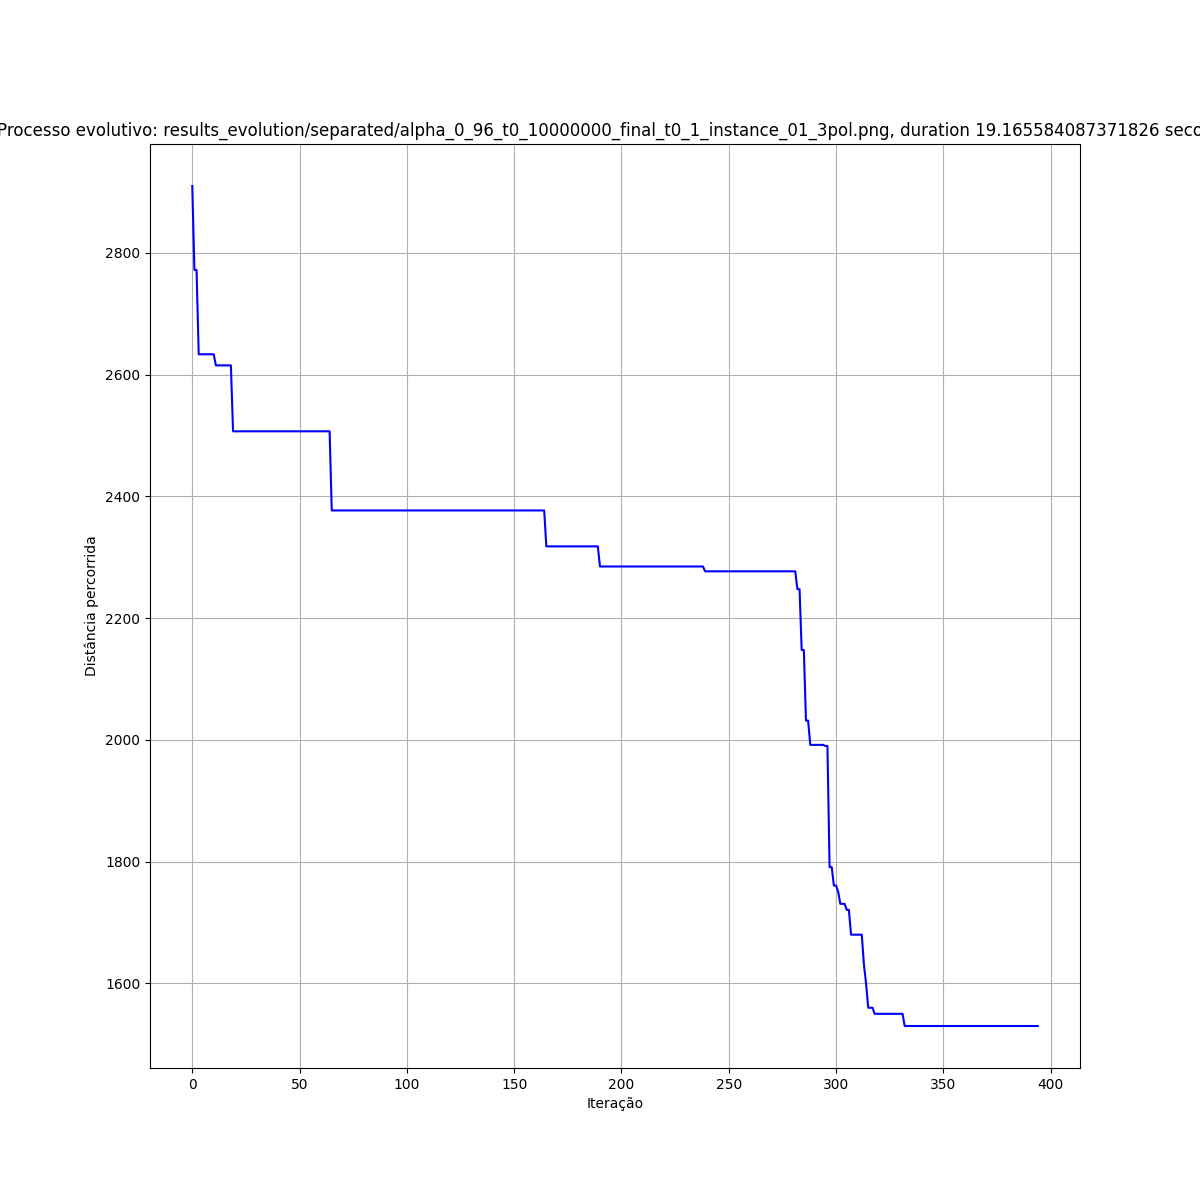 Processo evolutivo: results_evolution/separated/alpha_0_96_t0_10000000_final_t0_1_instance_01_3pol.png, duration 19.165584087371826 seco
2800
2600
2400
2200
2000
1800
1600
Distância percorrida
0 50 100 150 200 250 300 350 400
Iteração